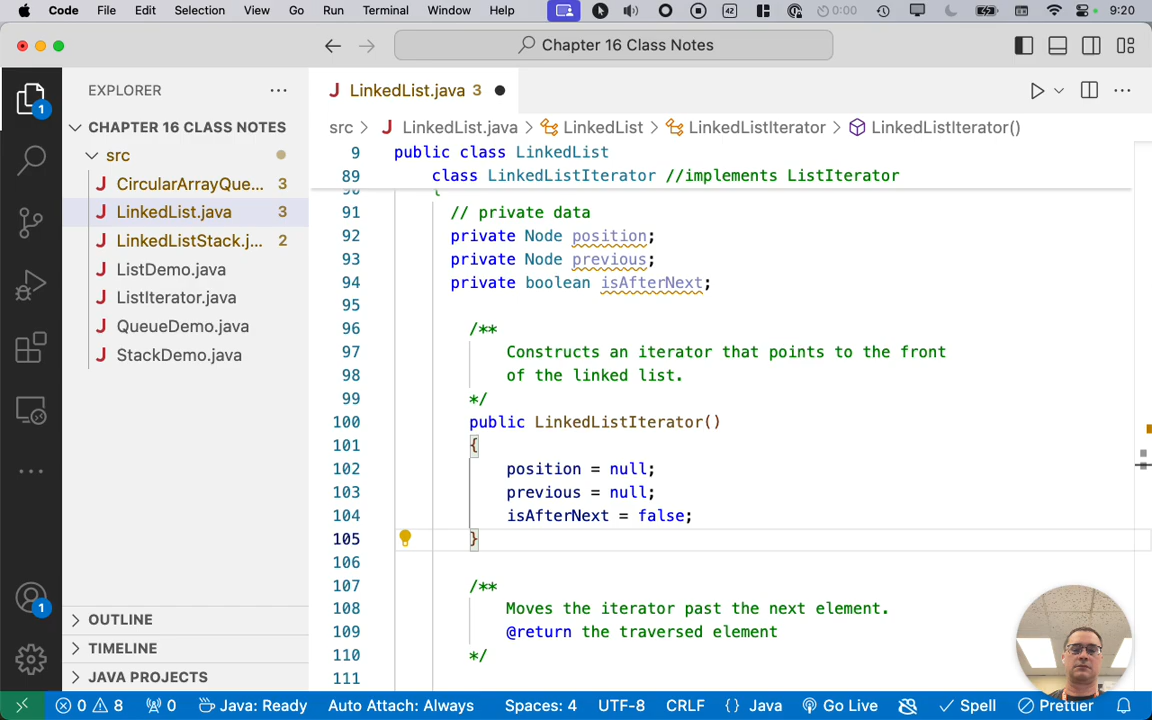 Code File Edit Selection View Go Run Terminal Window Help 42 0:00 9:20
Chapter 16 Class Notes
EXPLORER
LinkedList.java 3
CHAPTER 16 CLASS NOTES
src
CircularArrayQue... 3
LinkedList.java 3
LinkedListStack.j... 2
ListDemo.java
ListIterator.java
QueueDemo.java
StackDemo.java
OUTLINE
TIMELINE
JAVA PROJECTS
1
1
src > LinkedList.java > LinkedList > LinkedListIterator > LinkedListIterator()
9 public class LinkedList
89 class LinkedListIterator //implements ListIterator
90 {
91 // private data
92 private Node position;
93 private Node previous;
94 private boolean isAfterNext;
95
96 /**
97 Constructs an iterator that points to the front
98 of the linked list.
99 */
100 public LinkedListIterator()
101 {
102 position = null;
103 previous = null;
104 isAfterNext = false;
105 }
106
107 /**
108 Moves the iterator past the next element.
109 @return the traversed element
110 */
111
0 8 0 Java: Ready Auto Attach: Always Spaces: 4 UTF-8 CRLF {} Java Go Live Spell Prettier